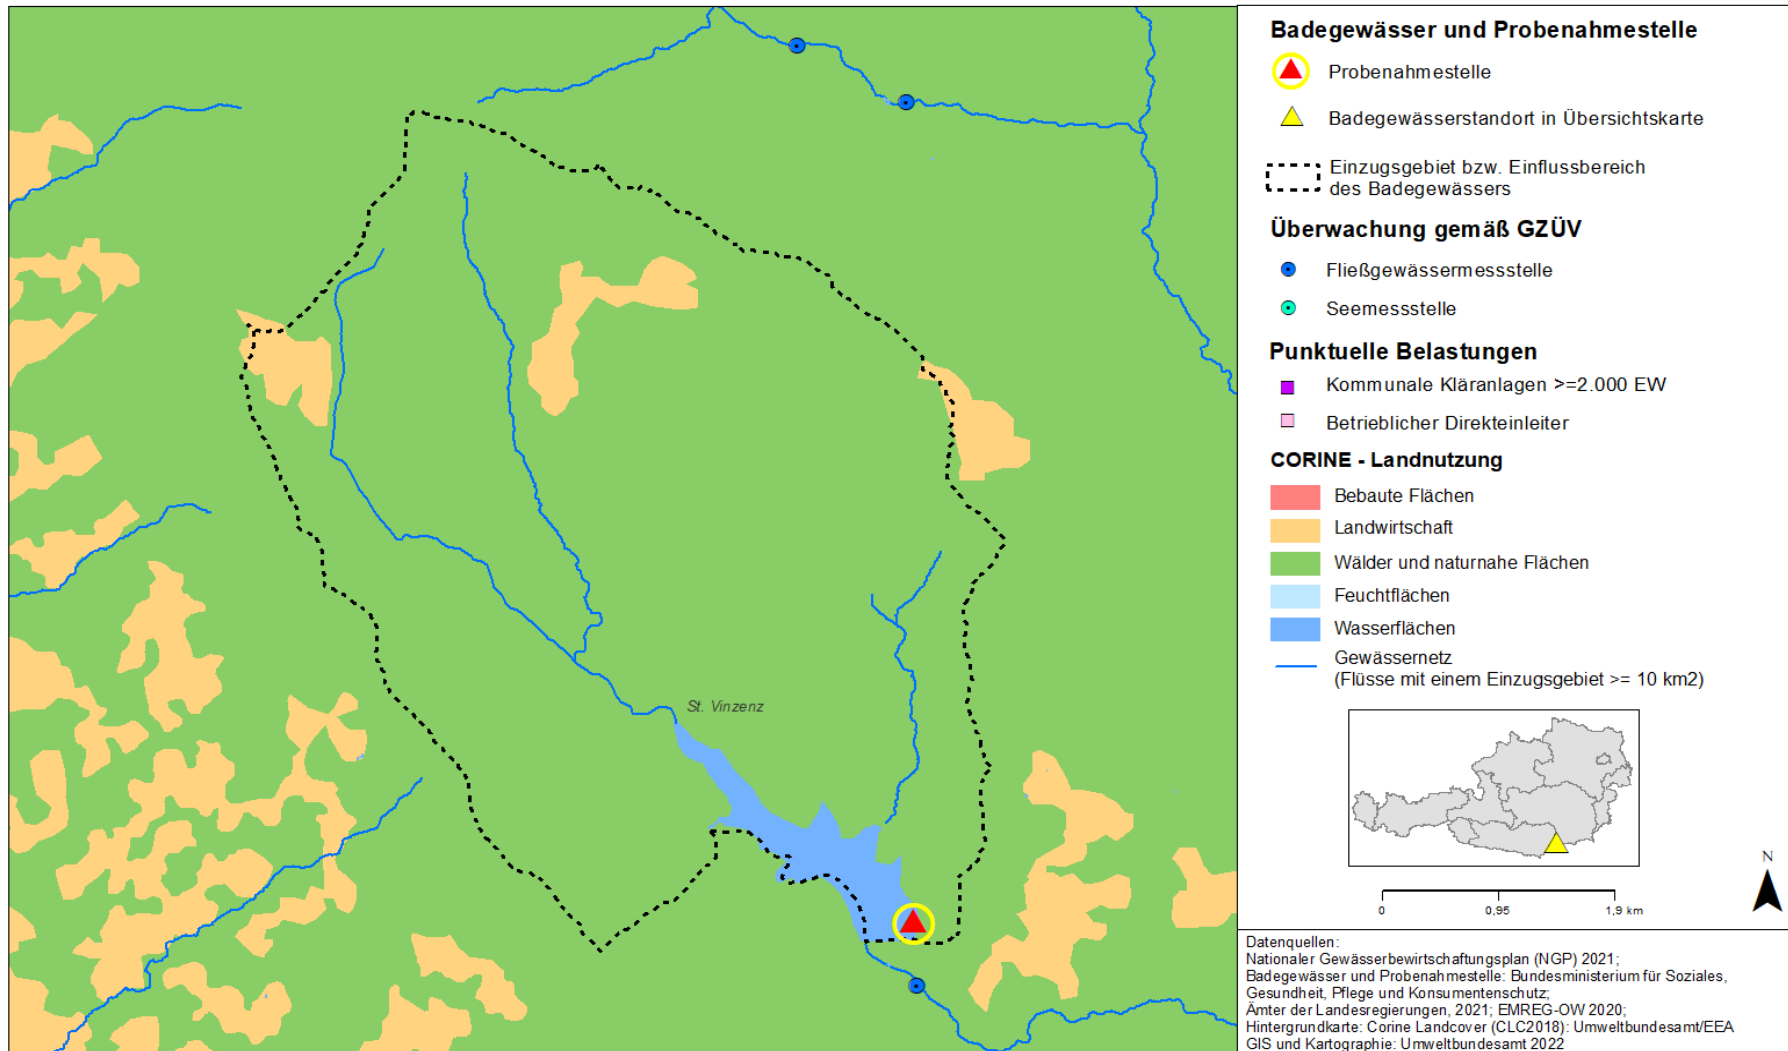 St. Vinzenz
Badegewässer und Probenahmestelle
Probenahmestelle
Badegewässerstandort in Übersichtskarte
Einzugsgebiet bzw. Einflussbereich
des Badegewässers
Überwachung gemäß GZÜV
Fließgewässermessstelle
Seemessstelle
Punktuelle Belastungen
Kommunale Kläranlagen >=2.000 EW
Betrieblicher Direkteinleiter
CORINE - Landnutzung
Bebaute Flächen
Landwirtschaft
Wälder und naturnahe Flächen
Feuchtflächen
Wasserflächen
Gewässernetz
(Flüsse mit einem Einzugsgebiet >= 10 km2)
N
0 0,95 1,9 km
Datenquellen:
Nationaler Gewässerbewirtschaftungsplan (NGP) 2021;
Badegewässer und Probenahmestelle: Bundesministerium für Soziales,
Gesundheit, Pflege und Konsumentenschutz;
Ämter der Landesregierungen, 2021; EMREG-OW 2020;
Hintergrundkarte: Corine Landcover (CLC2018): Umweltbundesamt/EEA
GIS und Kartographie: Umweltbundesamt 2022